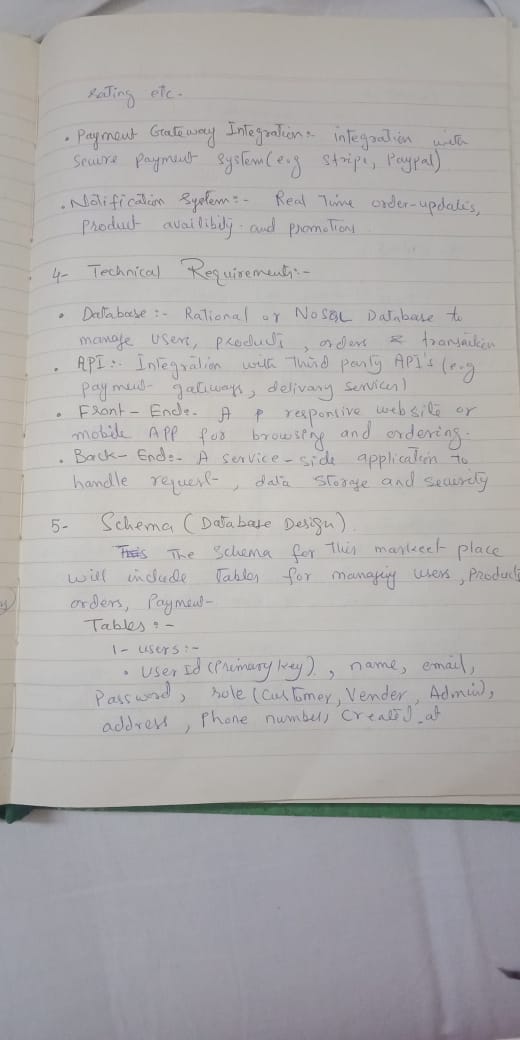 rating etc.
• Payment Gateway Integration:- integration with
secure payment system (e.g stripe, Paypal)
• Notification System:- Real Time order-updates,
product availibity and promotions
4- Technical Requirements:-
• Database :- Rational or NoSQL Database to
manage users, products, orders & transaction
• API:- Integration with Third party API's (e.g
payment gateways, delivary services)
• Front-End:- A responsive website or
mobile APP for browsing and ordering.
• Back-End:- A service-side application to
handle request, data storage and security
5- Schema (Database Design)
This The Schema for this markeet place
will include Tables for managing users, Products
orders, Payment-
Tables :-
1- users :-
• User Id (Primary key), name, email,
Password, role (Customer, Vender, Admin),
address, Phone number, Created_at